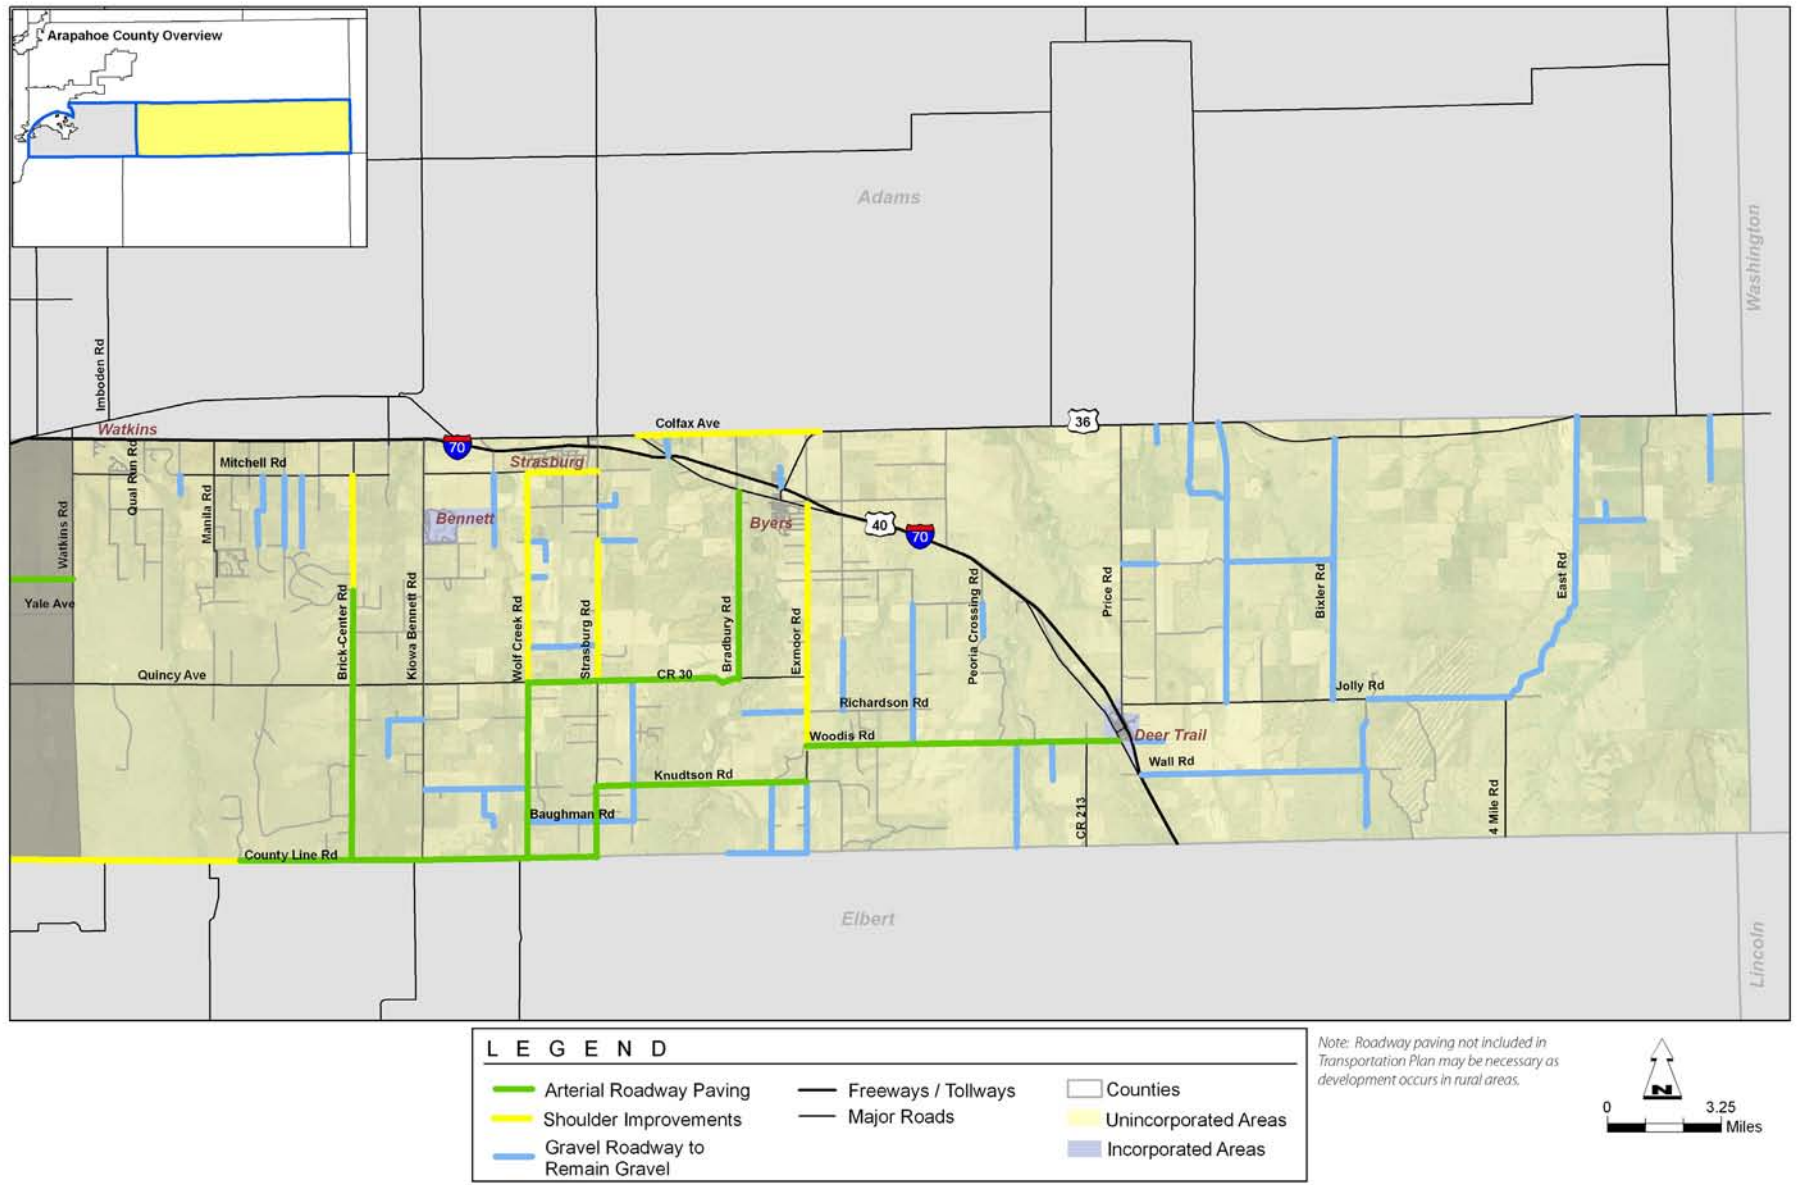 Arapahoe County Overview
Adams
Washington
Imboden Rd
Watkins
Colfax Ave
36
70
Qual Run Rd
Mitchell Rd
Strasburg
Manila Rd
Watkins Rd
Bennett
Byers
40
70
Yale Ave
Brick-Center Rd
Kiowa Bennett Rd
Wolf Creek Rd
Strasburg Rd
Bradbury Rd
Exmoor Rd
Peoria Crossing Rd
Price Rd
Bixler Rd
East Rd
Quincy Ave
CR 30
Jolly Rd
Richardson Rd
Woodis Rd
Deer Trail
Wall Rd
Knudtson Rd
Baughman Rd
CR 213
4 Mile Rd
County Line Rd
Elbert
Lincoln
LEGEND
Arterial Roadway Paving
Shoulder Improvements
Gravel Roadway to
Remain Gravel
Freeways / Tollways
Major Roads
Counties
Unincorporated Areas
Incorporated Areas
Note: Roadway paving not included in
Transportation Plan may be necessary as
development occurs in rural areas.
N
0 3.25
Miles